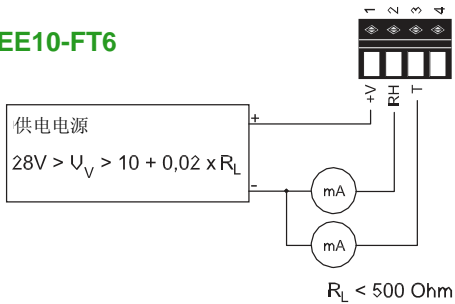 EE10-FT6
1 2 3 4
+V RH T
供电电源
28V > U_V > 10 + 0,02 x R_L
+
-
mA
mA
R_L < 500 Ohm